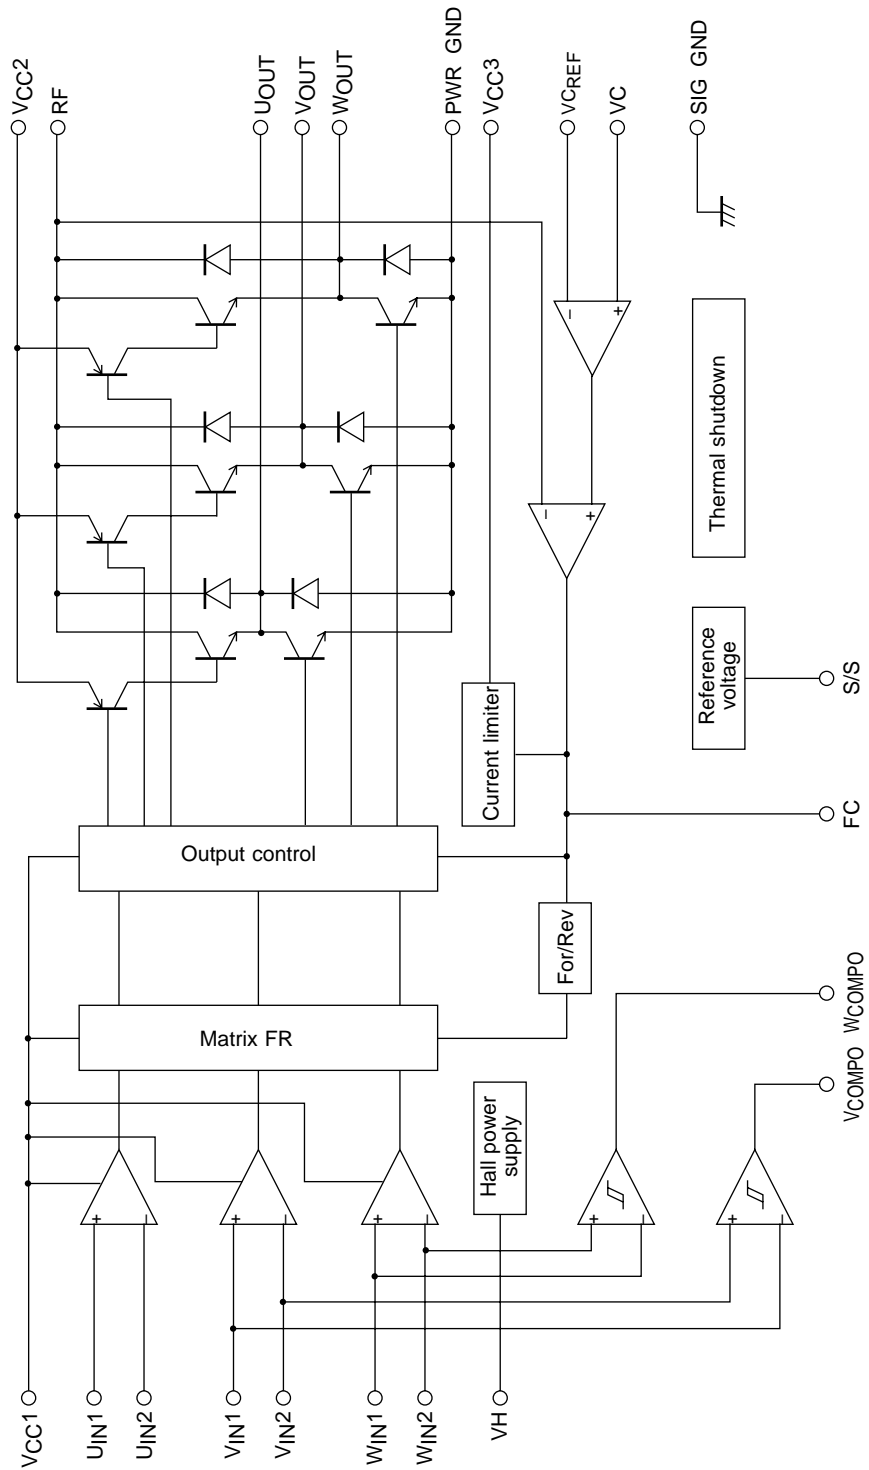 VCC2
RF
UOUT
VOUT
WOUT
PWR GND
VCC3
VCREF
VC
SIG GND
Output control
Matrix FR
Current limiter
For/Rev
Hall power
supply
Thermal shutdown
Reference
voltage
+
−
+
−
+
−
+
−
+
−
−
+
−
+
VCC1
UIN1
UIN2
VIN1
VIN2
WIN1
WIN2
VH
VCOMPO
WCOMPO
FC
S/S